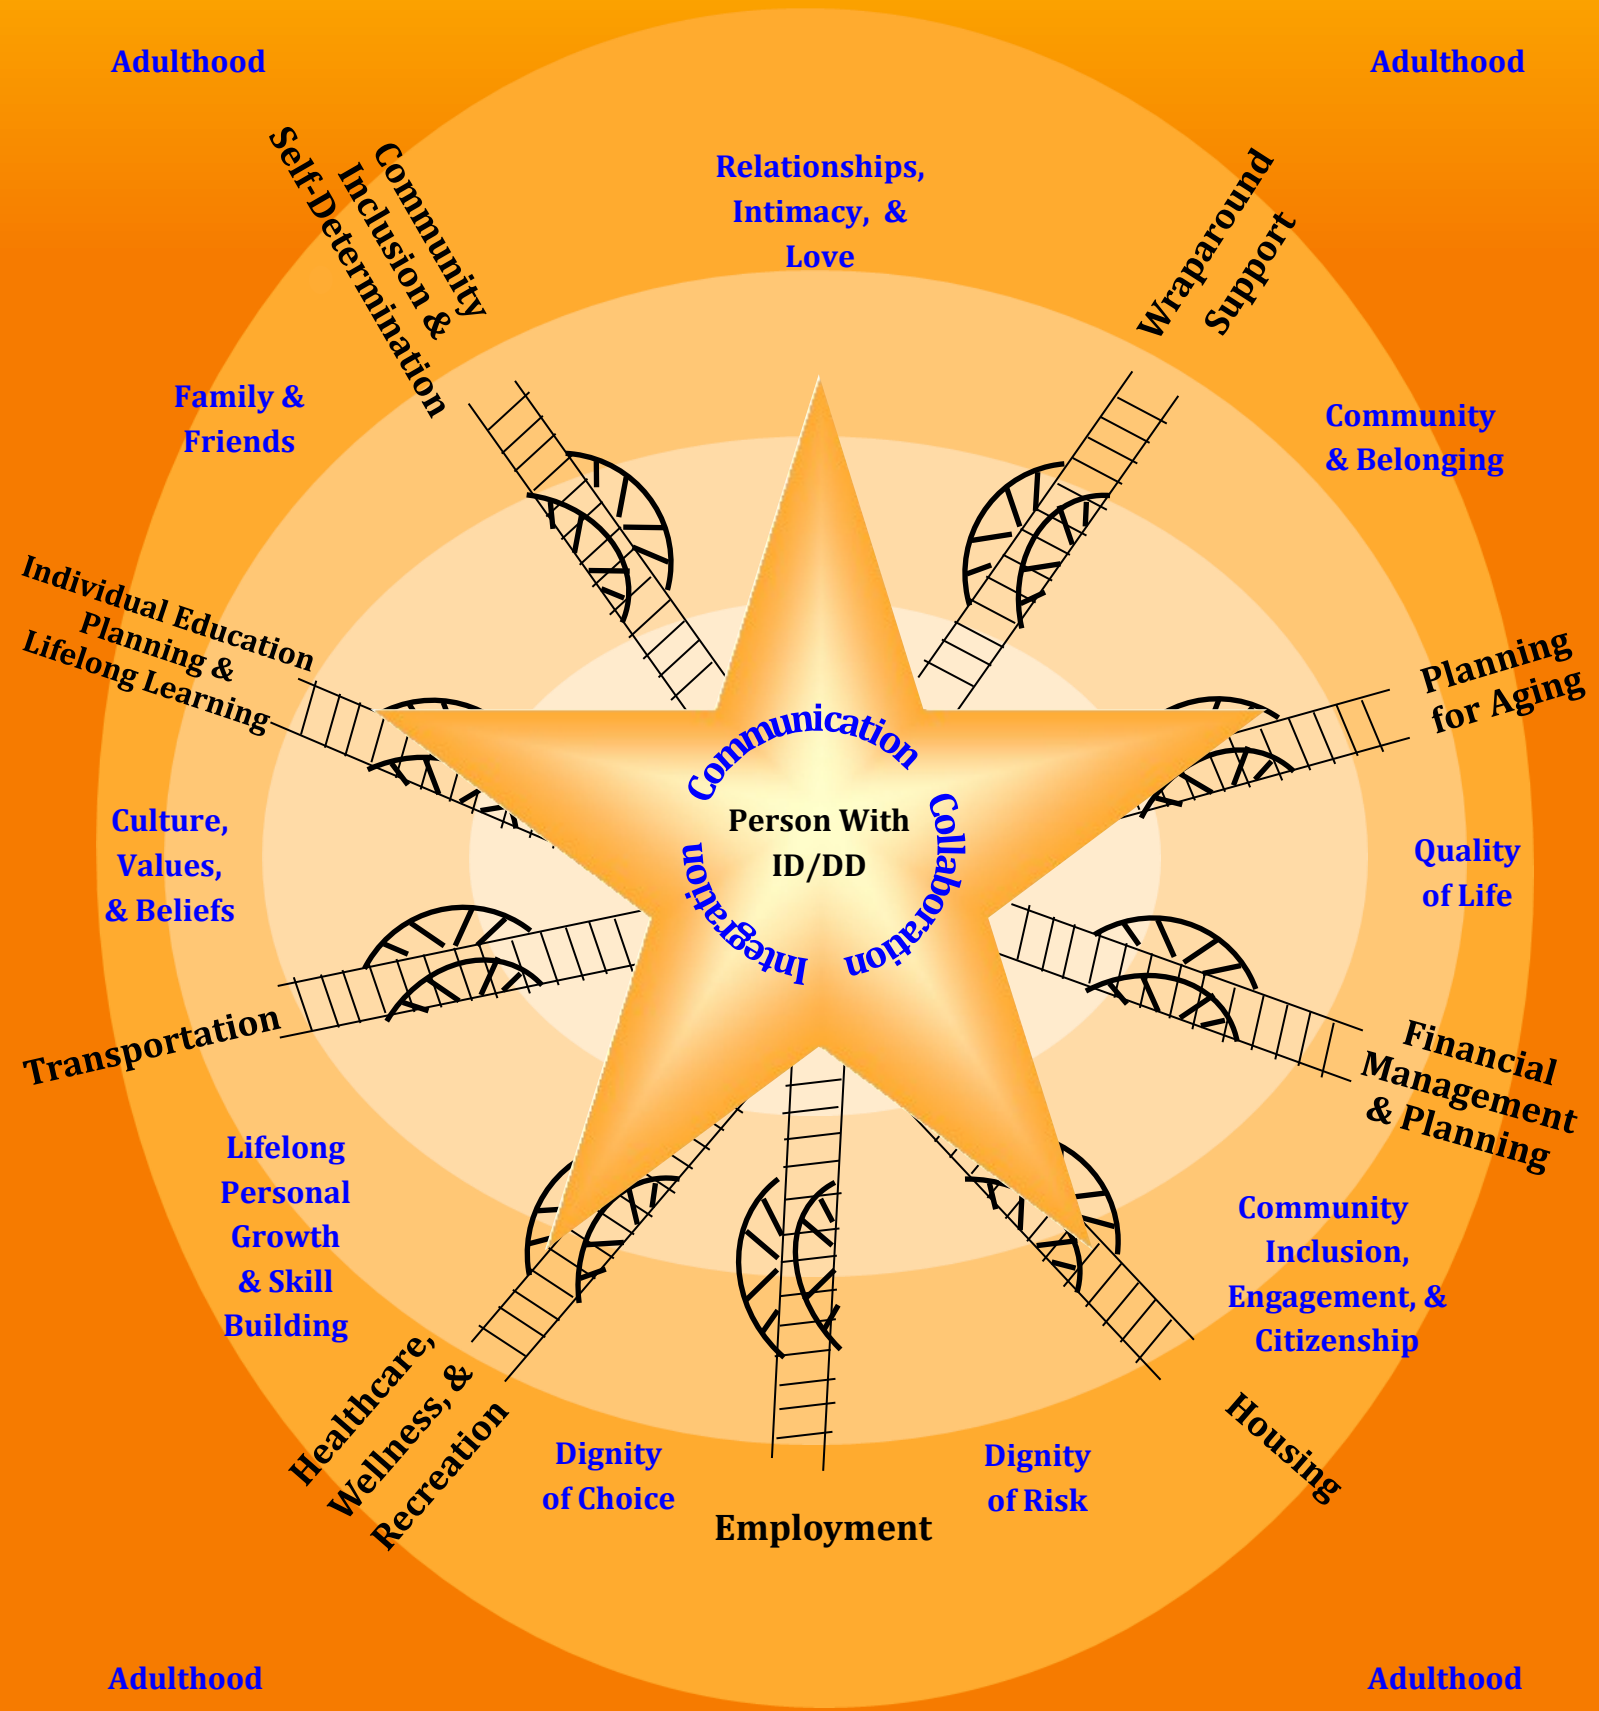 Adulthood
Adulthood
Relationships,
Intimacy, &
Love
Community
Inclusion &
Self-Determination
Wraparound
Support
Family &
Friends
Community
& Belonging
Individual Education
Planning &
Lifelong Learning
Planning
for Aging
Communication
Collaboration
Integration
Person With
ID/DD
Culture,
Values,
& Beliefs
Quality
of Life
Transportation
Financial
Management
& Planning
Lifelong
Personal
Growth
& Skill
Building
Community
Inclusion,
Engagement, &
Citizenship
Healthcare,
Wellness, &
Recreation
Dignity
of Choice
Employment
Dignity
of Risk
Housing
Adulthood
Adulthood